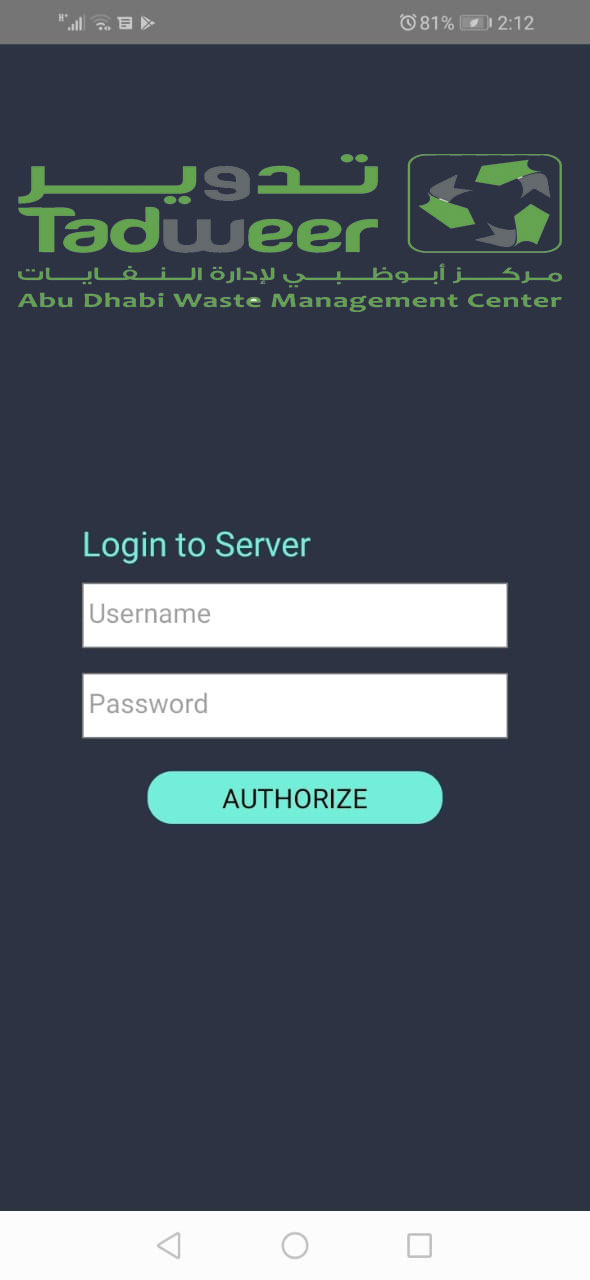 H+ 81% 2:12
تدوير
Tadweer
مركز أبوظبي لإدارة النفايات
Abu Dhabi Waste Management Center
Login to Server
Username
Password
AUTHORIZE